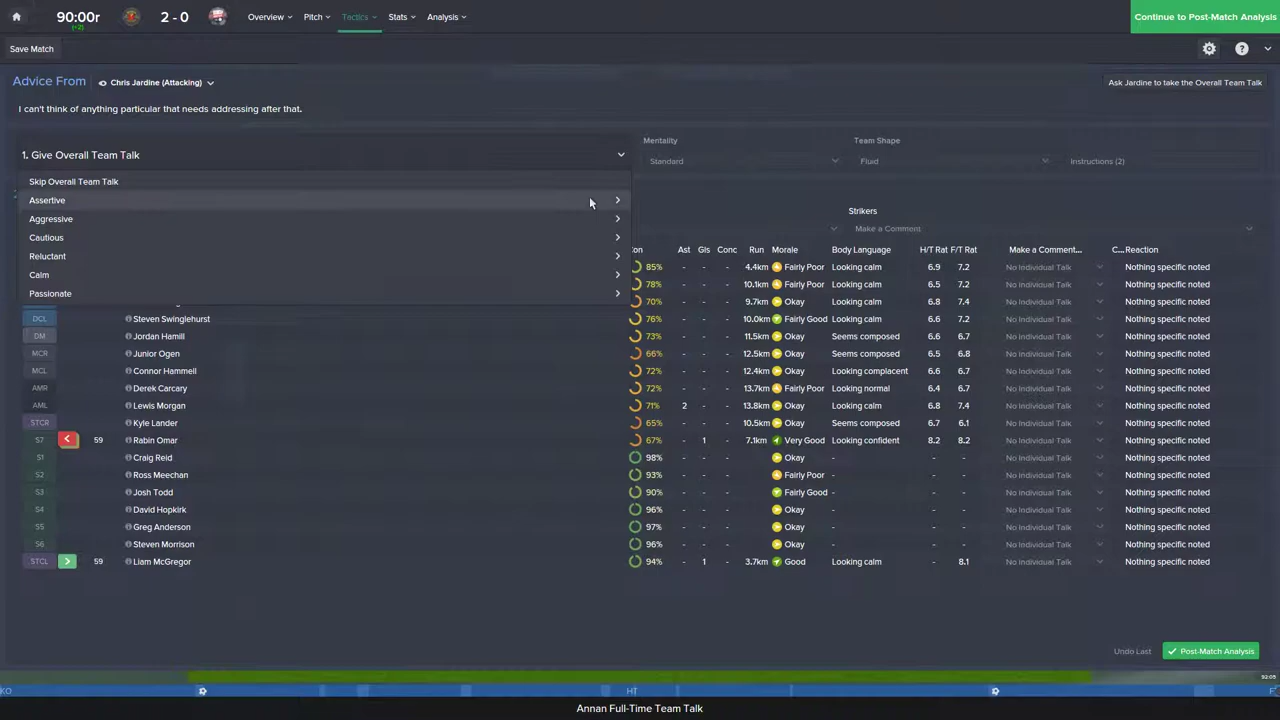 90:00r
(+2)
2 - 0
Overview
Pitch
Tactics
Stats
Analysis
Continue to Post-Match Analysis
Save Match
?
Advice From
Chris Jardine (Attacking)
Ask Jardine to take the Overall Team Talk
I can't think of anything particular that needs addressing after that.
1. Give Overall Team Talk
Mentality
Team Shape
Standard
Fluid
Instructions (2)
Skip Overall Team Talk
Assertive
Aggressive
Cautious
Reluctant
Calm
Passionate
Strikers
Make a Comment
Con Ast Gls Conc Run Morale Body Language H/T Rat F/T Rat Make a Comment... C... Reaction
85% - - - 4.4km Fairly Poor Looking calm 6.9 7.2 No Individual Talk Nothing specific noted
78% - - - 10.1km Fairly Poor Looking calm 6.5 7.2 No Individual Talk Nothing specific noted
70% - - - 9.7km Okay Looking calm 6.8 7.4 No Individual Talk Nothing specific noted
DCL Steven Swinglehurst 76% - - - 10.0km Fairly Good Looking calm 6.6 7.2 No Individual Talk Nothing specific noted
DM Jordan Hamill 73% - - - 11.5km Okay Seems composed 6.6 6.7 No Individual Talk Nothing specific noted
MCR Junior Ogen 66% - - - 12.5km Okay Seems composed 6.5 6.8 No Individual Talk Nothing specific noted
MCL Connor Hammell 72% - - - 12.4km Okay Looking complacent 6.6 6.7 No Individual Talk Nothing specific noted
AMR Derek Carcary 72% - - - 13.7km Fairly Poor Looking normal 6.4 6.7 No Individual Talk Nothing specific noted
AML Lewis Morgan 71% 2 - - 13.8km Okay Looking calm 6.8 7.4 No Individual Talk Nothing specific noted
STCR Kyle Lander 65% - - - 10.5km Okay Seems composed 6.7 6.1 No Individual Talk Nothing specific noted
S7 59 Rabin Omar 67% - 1 - 7.1km Very Good Looking confident 8.2 8.2 No Individual Talk Nothing specific noted
S1 Craig Reid 98% - - - Okay - - - No Individual Talk Nothing specific noted
S2 Ross Meechan 93% - - - Fairly Poor - - - No Individual Talk Nothing specific noted
S3 Josh Todd 90% - - - Fairly Good - - - No Individual Talk Nothing specific noted
S4 David Hopkirk 96% - - - Okay - - - No Individual Talk Nothing specific noted
S5 Greg Anderson 97% - - - Okay - - - No Individual Talk Nothing specific noted
S6 Steven Morrison 96% - - - Okay - - - No Individual Talk Nothing specific noted
STCL 59 Liam McGregor 94% - 1 - 3.7km Good Looking calm - 8.1 No Individual Talk Nothing specific noted
Undo Last
Post-Match Analysis
92:05
KO
HT
F
Annan Full-Time Team Talk